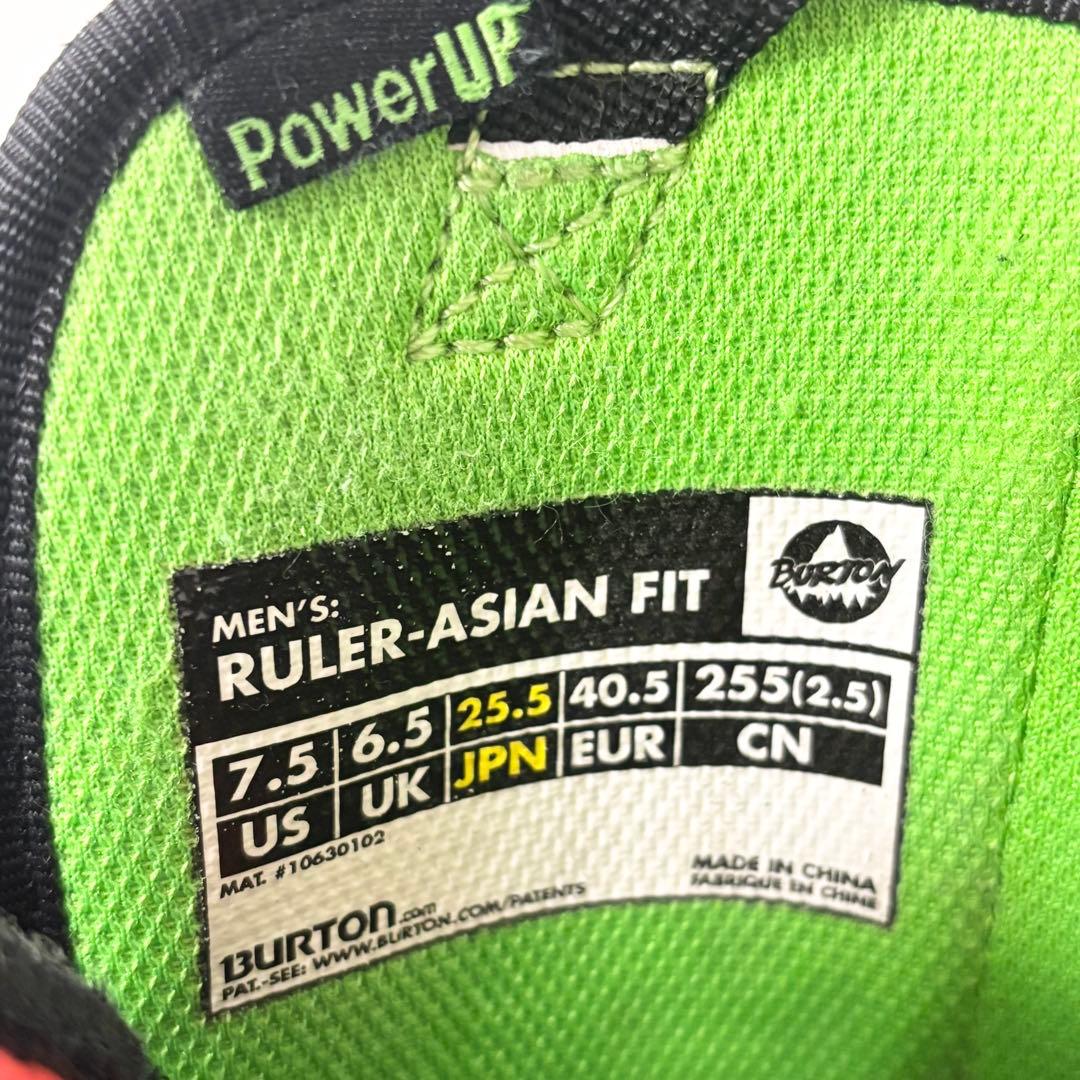 PowerUP
BURTON
MEN'S:
RULER-ASIAN FIT
7.5 6.5 25.5 40.5 255(2.5)
US UK JPN EUR CN
MAT. #10630102
MADE IN CHINA
FABRIQUE EN CHINE
BURTON.com
PAT.-SEE: WWW.BURTON.COM/PATENTS